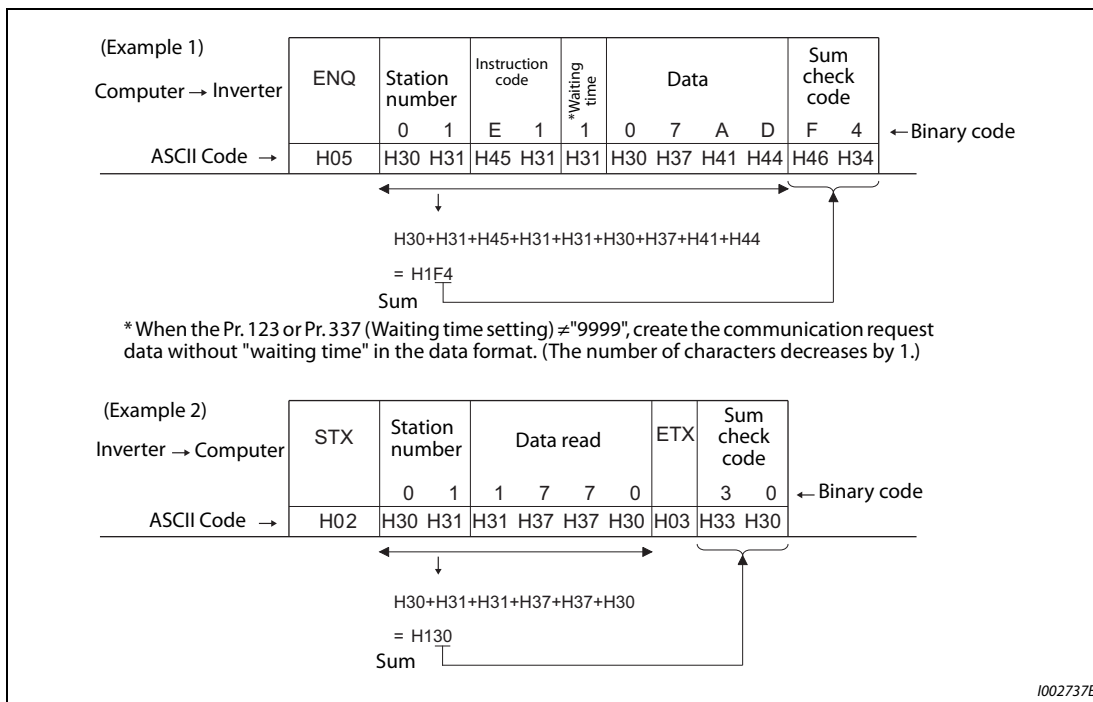 (Example 1)
Computer → Inverter
ENQ
Station number
Instruction code
*Waiting time
Data
Sum check code
0 1 E 1 1 0 7 A D F 4 ← Binary code
ASCII Code → H05 H30 H31 H45 H31 H31 H30 H37 H41 H44 H46 H34
H30+H31+H45+H31+H31+H30+H37+H41+H44
= H1F4
Sum
* When the Pr. 123 or Pr. 337 (Waiting time setting) ≠"9999", create the communication request
data without "waiting time" in the data format. (The number of characters decreases by 1.)
(Example 2)
Inverter → Computer
STX
Station number
Data read
ETX
Sum check code
0 1 1 7 7 0 3 0 ← Binary code
ASCII Code → H02 H30 H31 H31 H37 H37 H30 H03 H33 H30
H30+H31+H31+H37+H37+H30
= H130
Sum